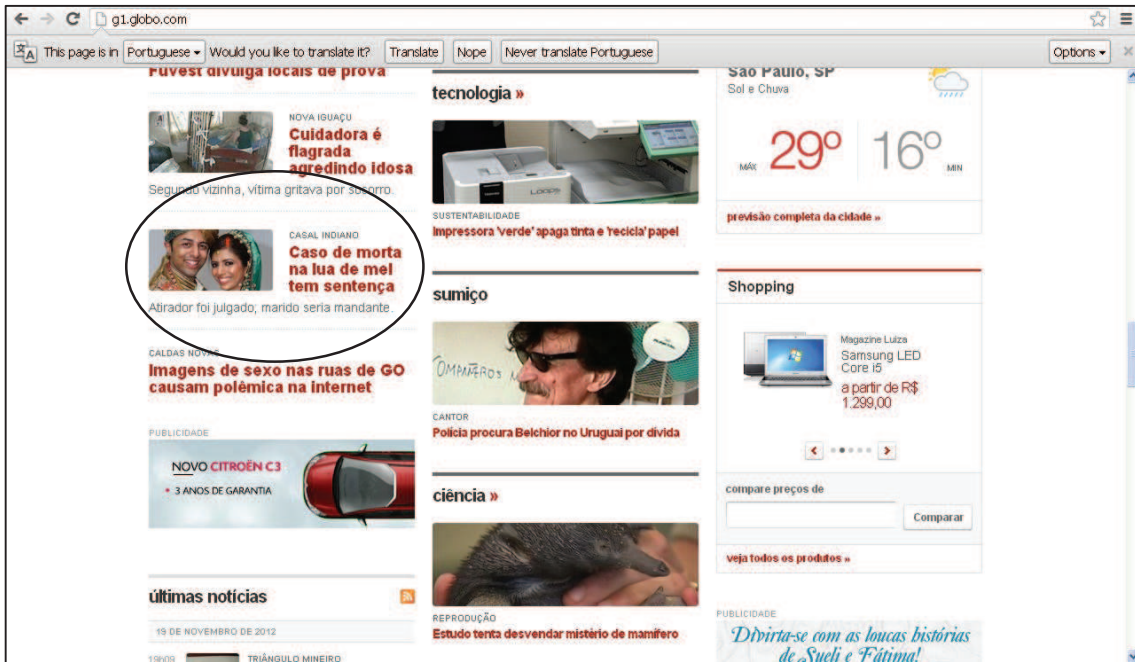 g1.globo.com
This page is in Portuguese Would you like to translate it? Translate Nope Never translate Portuguese Options
Fuvest divulga locais de prova
NOVA IGUAÇU
Cuidadora é
flagrada
agredindo idosa
Segundo vizinha, vítima gritava por socorro.
CASAL INDIANO
Caso de morta
na lua de mel
tem sentença
Atirador foi julgado; marido seria mandante.
CALDAS NOVAS
Imagens de sexo nas ruas de GO
causam polêmica na internet
PUBLICIDADE
NOVO CITROËN C3
• 3 ANOS DE GARANTIA
últimas notícias
19 DE NOVEMBRO DE 2012
19h09 TRIÂNGULO MINEIRO
tecnologia »
LOOPS
SUSTENTABILIDADE
Impressora 'verde' apaga tinta e 'recicla' papel
sumiço
CANTOR
Polícia procura Belchior no Uruguai por dívida
ciência »
REPRODUÇÃO
Estudo tenta desvendar mistério de mamífero
São Paulo, SP
Sol e Chuva
MÁX 29º 16º MIN
previsão completa da cidade »
Shopping
Magazine Luiza
Samsung LED
Core i5
a partir de R$
1.299,00
compare preços de
Comparar
veja todos os produtos »
PUBLICIDADE
Divirta-se com as loucas histórias
de Sueli e Fátima!